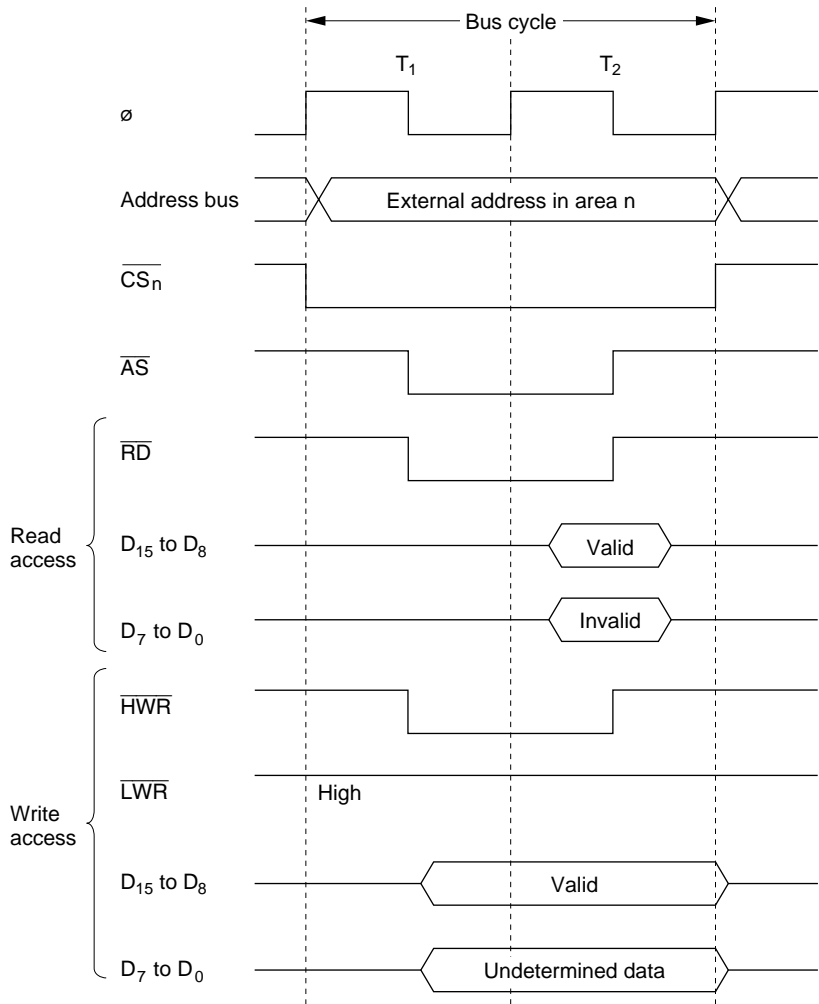 Bus cycle
T1 T2
ø
Address bus External address in area n
CSn
AS
RD
Read access
D15 to D8 Valid
D7 to D0 Invalid
HWR
LWR High
Write access
D15 to D8 Valid
D7 to D0 Undetermined data